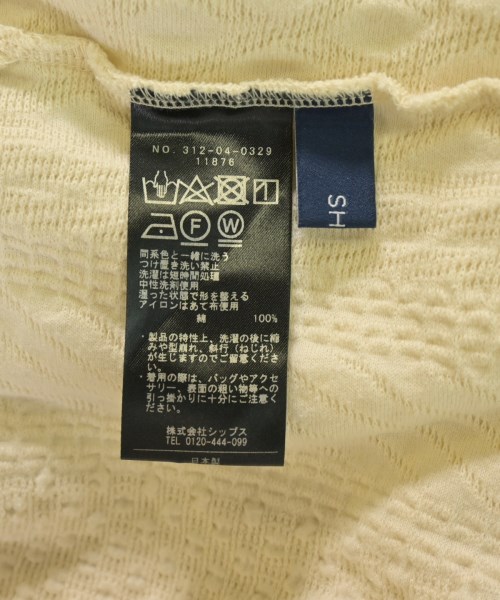 NO. 312-04-0329
11876
F
W
同系色と一緒に洗う
つけ置き洗い禁止
洗濯は短時間処理
中性洗剤使用
湿った状態で形を整える
アイロンはあて布使用
綿 100%
・製品の特性上、洗濯の後に縮
みや型崩れ、斜行(ねじれ)
が生じますのでご留意くださ
い。
・着用の際は、バッグやアクセ
サリー、表面の粗い物等への
引っ掛かりに十分にご注意く
ださい。
株式会社シップス
TEL 0120-444-099
日本製
SH